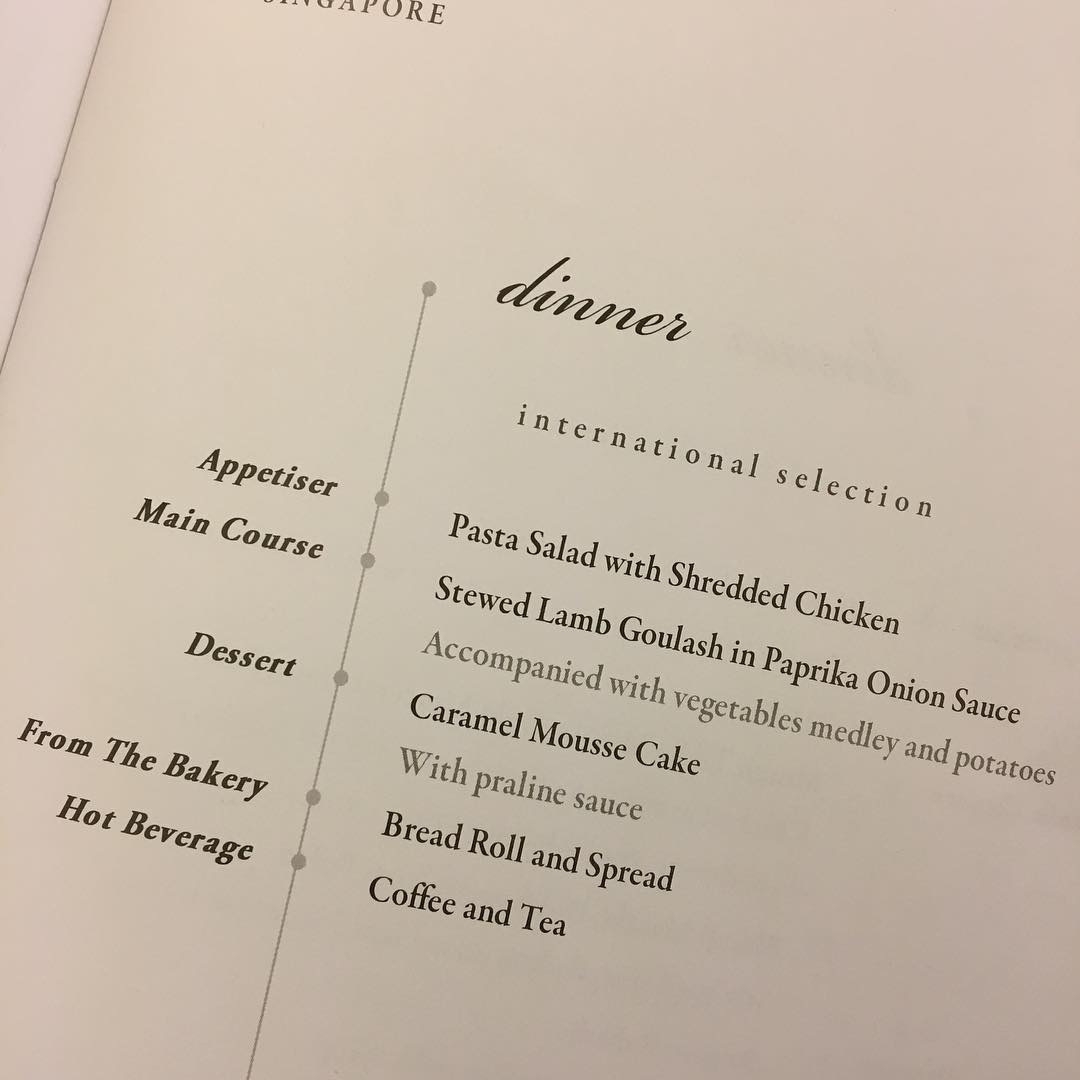 SINGAPORE
dinner
international selection
Appetiser
Pasta Salad with Shredded Chicken
Main Course
Stewed Lamb Goulash in Paprika Onion Sauce
Accompanied with vegetables medley and potatoes
Dessert
Caramel Mousse Cake
With praline sauce
From The Bakery
Bread Roll and Spread
Hot Beverage
Coffee and Tea